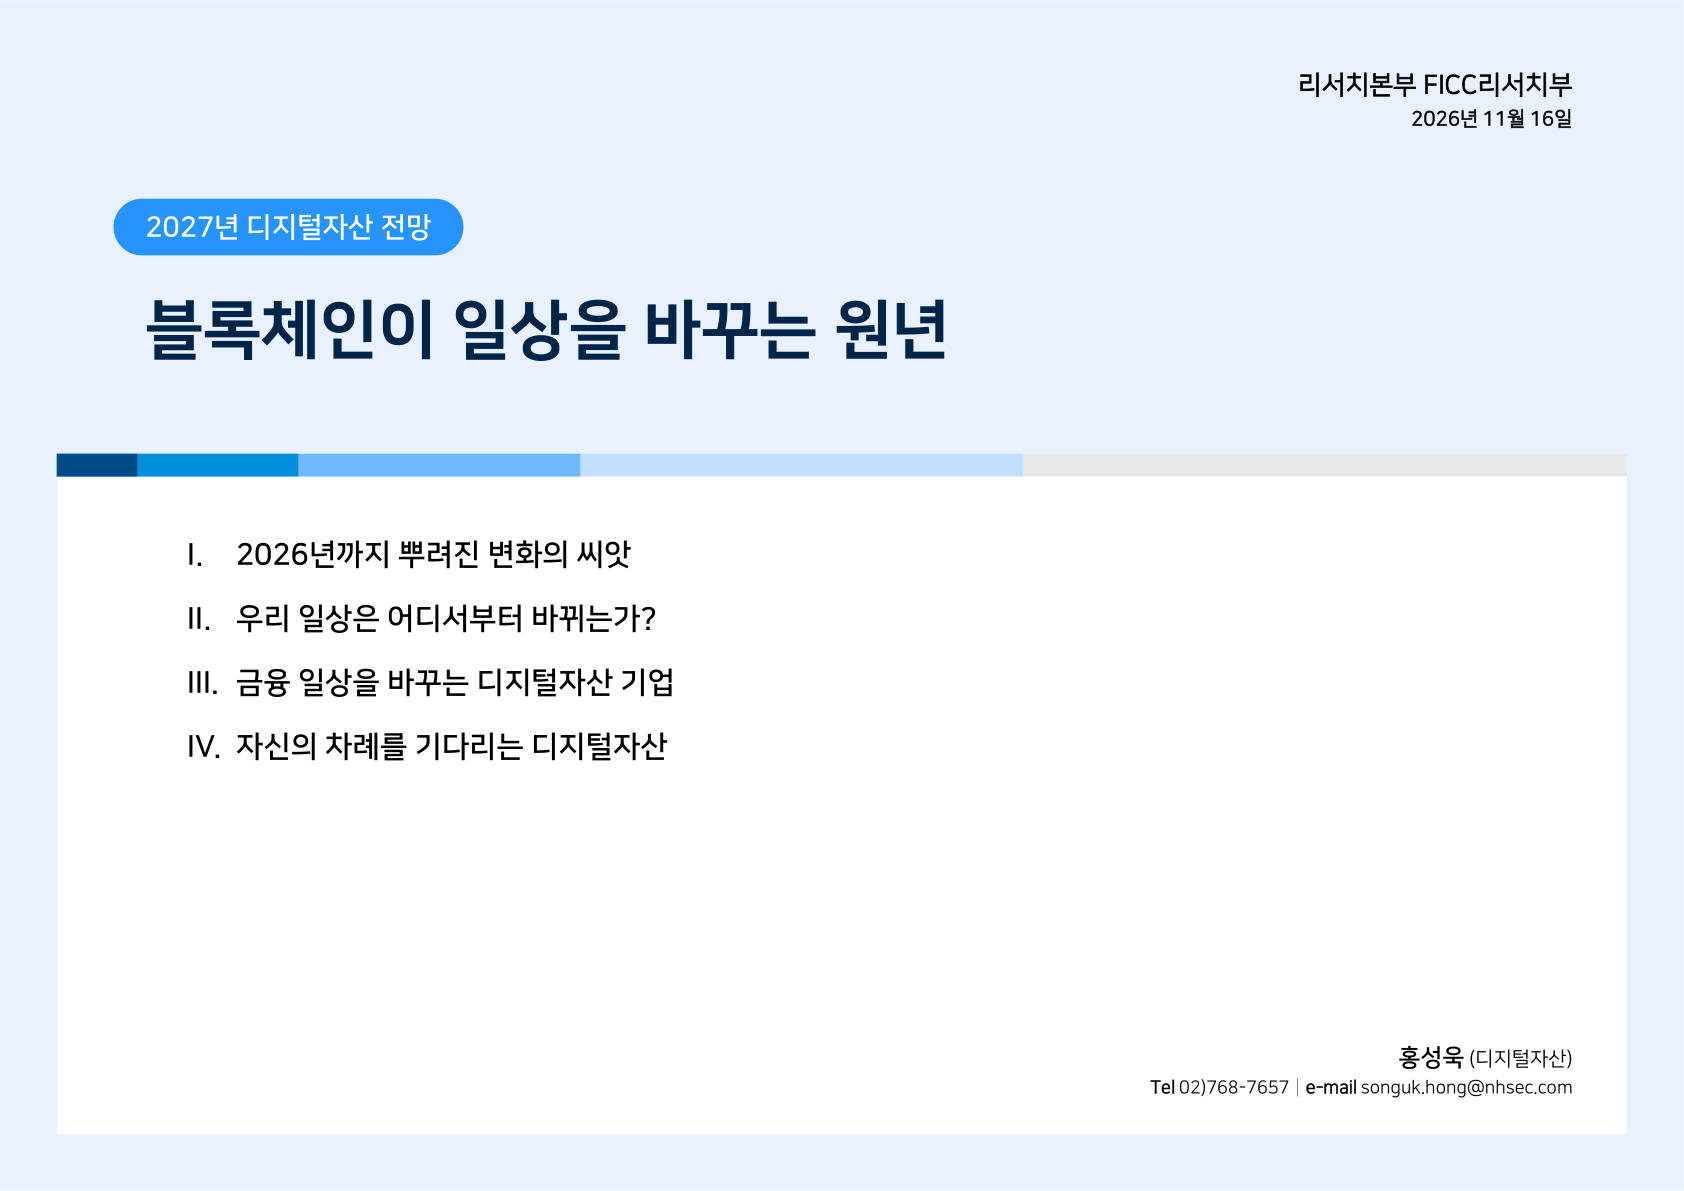 리서치본부 FICC리서치부
2026년 11월 16일
2027년 디지털자산 전망
블록체인이 일상을 바꾸는 원년
I. 2026년까지 뿌려진 변화의 씨앗
II. 우리 일상은 어디서부터 바뀌는가?
III. 금융 일상을 바꾸는 디지털자산 기업
IV. 자신의 차례를 기다리는 디지털자산
홍성욱 (디지털자산)
Tel 02)768-7657 | e-mail songuk.hong@nhsec.com